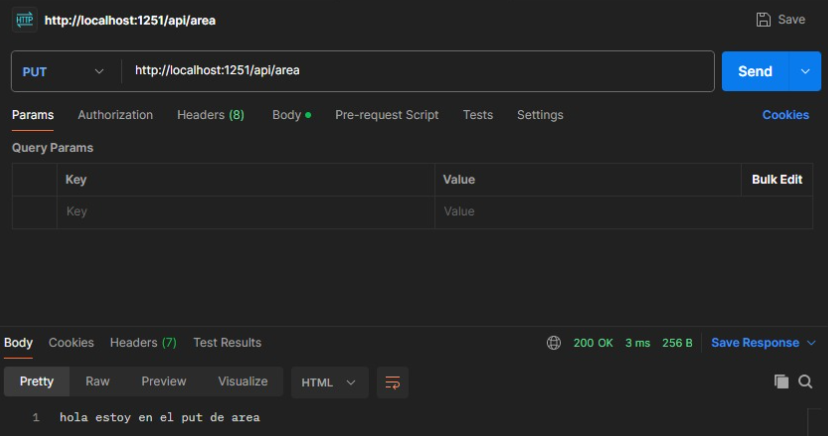 HTTP http://localhost:1251/api/area Save
PUT http://localhost:1251/api/area Send
Params Authorization Headers (8) Body Pre-request Script Tests Settings Cookies
Query Params
Key Value Bulk Edit
Key Value
Body Cookies Headers (7) Test Results 200 OK 3 ms 256 B Save Response
Pretty Raw Preview Visualize HTML
1 hola estoy en el put de area